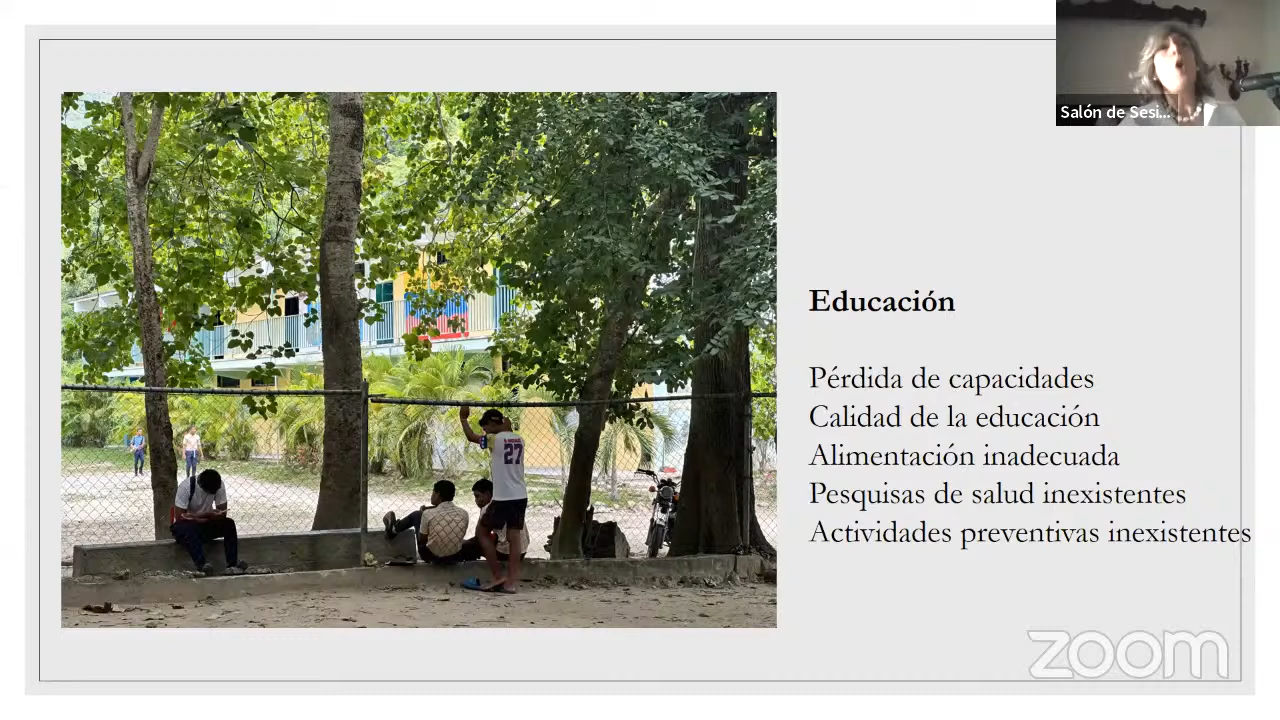 Salón de Sesi...
27
Educación
Pérdida de capacidades
Calidad de la educación
Alimentación inadecuada
Pesquisas de salud inexistentes
Actividades preventivas inexistentes
zoom